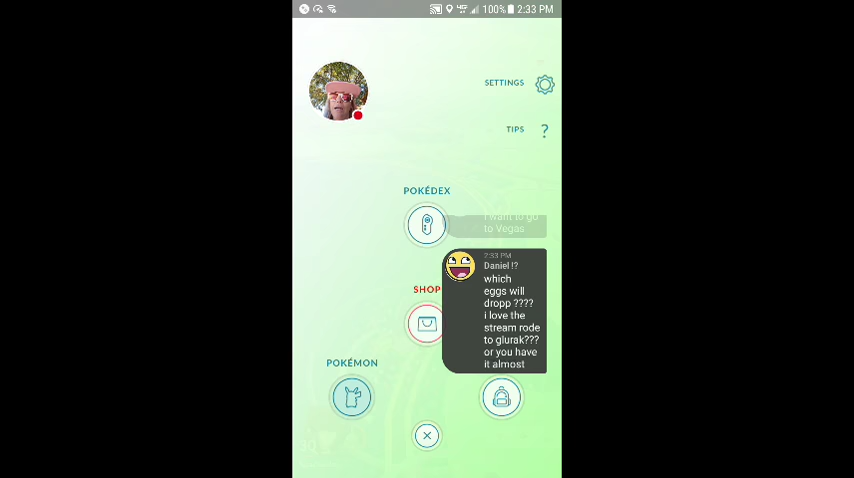 100% 2:33 PM
SETTINGS
TIPS
?
POKÉDEX
I want to go
to Vegas
2:33 PM
Daniel !?
which
eggs will
dropp ????
i love the
stream rode
to glurak???
or you have
it almost
SHOP
POKÉMON